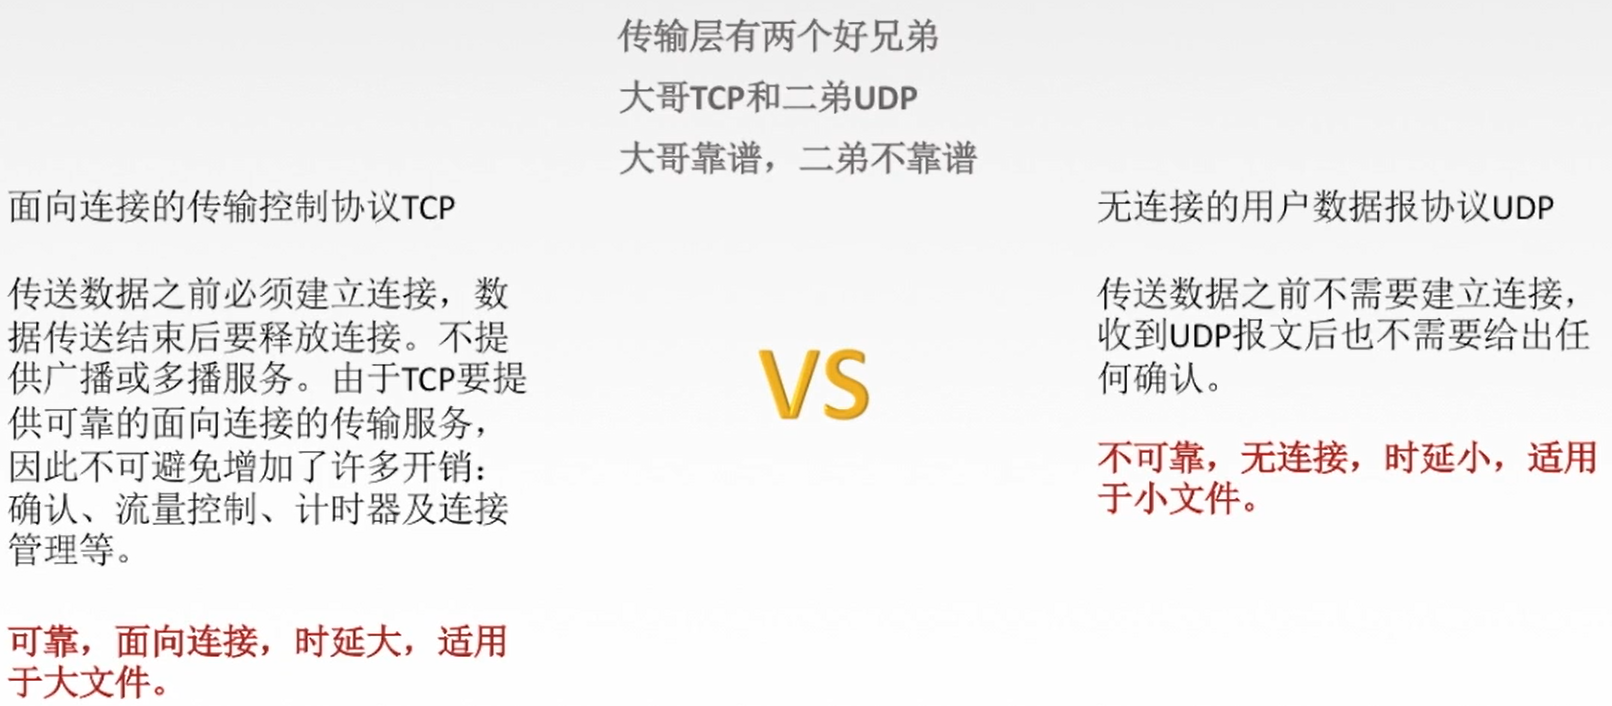 传输层有两个好兄弟
大哥TCP和二弟UDP
大哥靠谱，二弟不靠谱
面向连接的传输控制协议TCP
传送数据之前必须建立连接，数
据传送结束后要释放连接。不提
供广播或多播服务。由于TCP要提
供可靠的面向连接的传输服务，
因此不可避免增加了许多开销：
确认、流量控制、计时器及连接
管理等。
可靠，面向连接，时延大，适用
于大文件。
VS
无连接的用户数据报协议UDP
传送数据之前不需要建立连接，
收到UDP报文后也不需要给出任
何确认。
不可靠，无连接，时延小，适用
于小文件。